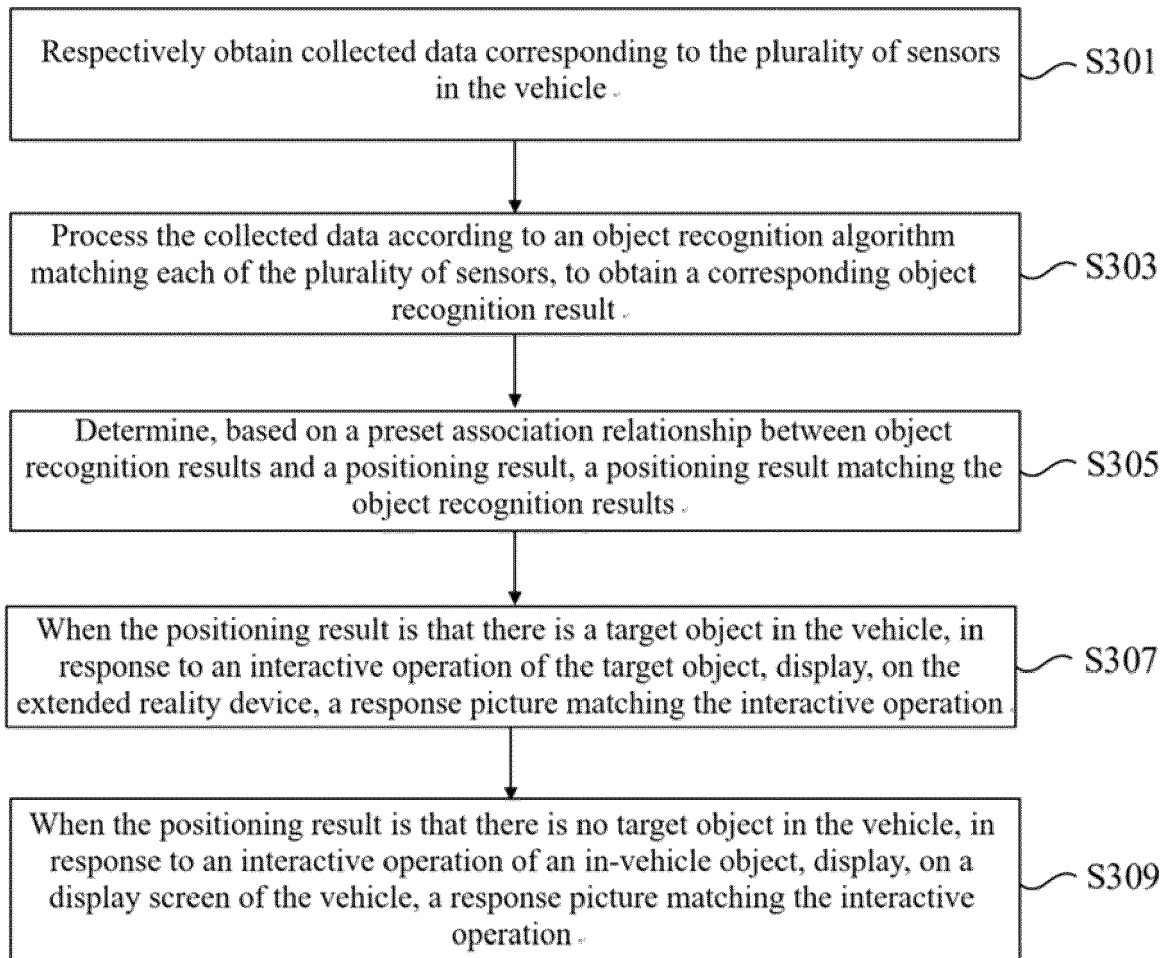 Respectively obtain collected data corresponding to the plurality of sensors
in the vehicle
S301
Process the collected data according to an object recognition algorithm
matching each of the plurality of sensors, to obtain a corresponding object
recognition result
S303
Determine, based on a preset association relationship between object
recognition results and a positioning result, a positioning result matching the
object recognition results
S305
When the positioning result is that there is a target object in the vehicle, in
response to an interactive operation of the target object, display, on the
extended reality device, a response picture matching the interactive operation
S307
When the positioning result is that there is no target object in the vehicle, in
response to an interactive operation of an in-vehicle object, display, on a
display screen of the vehicle, a response picture matching the interactive
operation
S309